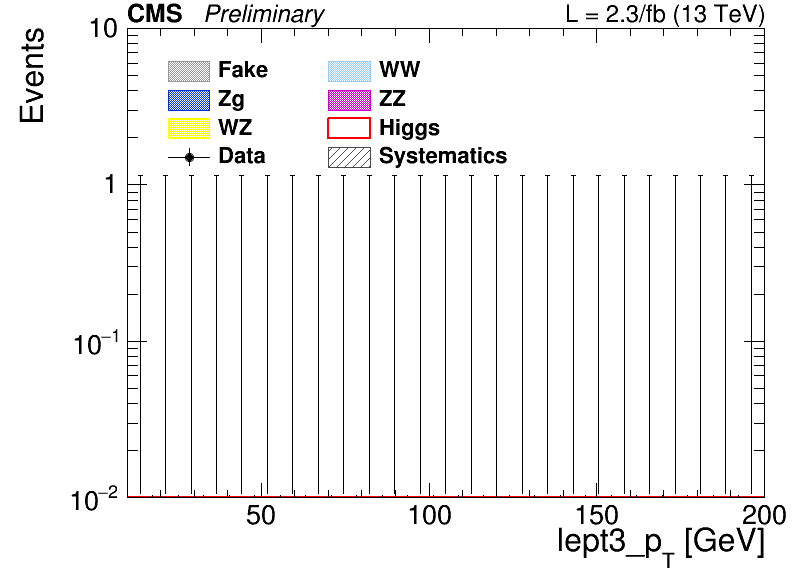 CMS Preliminary L = 2.3/fb (13 TeV)
Events
10
1
10⁻¹
10⁻²
Fake WW
Zg ZZ
WZ Higgs
Data Systematics
50 100 150 200
lept3_p_T [GeV]